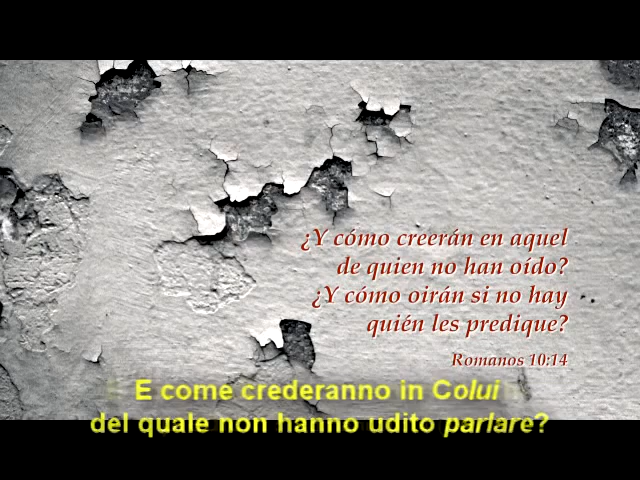 ¿Y cómo creerán en aquel
de quien no han oído?
¿Y cómo oirán si no hay
quién les predique?
Romanos 10:14
E come crederanno in Colui
del quale non hanno udito parlare?